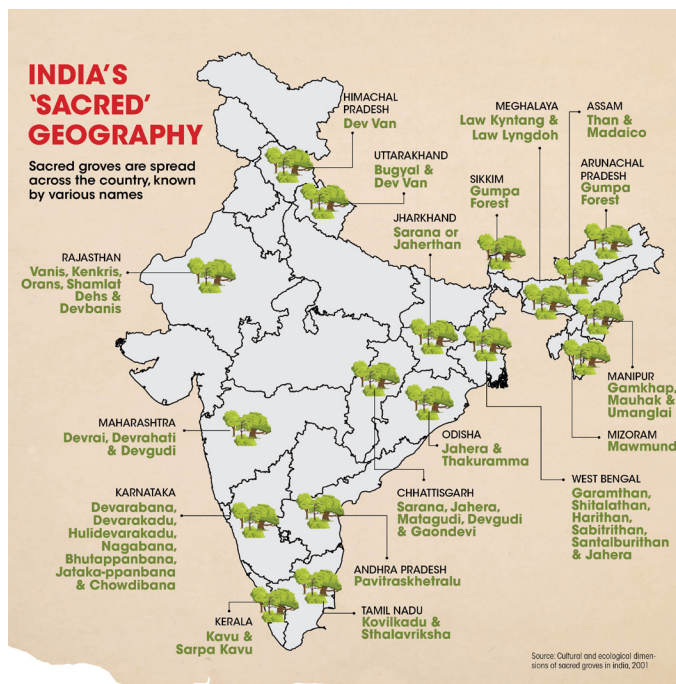 INDIA'S
'SACRED'
GEOGRAPHY
Sacred groves are spread
across the country, known
by various names
HIMACHAL
PRADESH
Dev Van
UTTARAKHAND
Bugyal &
Dev Van
JHARKHAND
Sarana or
Jaherthan
MEGHALAYA
Law Kyntang &
Law Lyngdoh
ASSAM
Than &
Madaico
SIKKIM
Gumpa
Forest
ARUNACHAL
PRADESH
Gumpa
Forest
RAJASTHAN
Vanis, Kenkris,
Orans, Shamlat
Dehs &
Devbanis
MANIPUR
Gamkhap,
Mauhak &
Umanglai
MIZORAM
Mawmund
MAHARASHTRA
Devrai, Devrahati
& Devgudi
ODISHA
Jahera &
Thakuramma
WEST BENGAL
Garamthan,
Shitalathan,
Harithan,
Sabitrithan,
Santalburithan
& Jahera
KARNATAKA
Devarabana,
Devarakadu,
Hulidevarakadu,
Nagabana,
Bhutappanbana,
Jataka-ppanbana
& Chowdibana
CHHATTISGARH
Sarana, Jahera,
Matagudi, Devgudi
& Gaondevi
ANDHRA PRADESH
Pavitraskhetralu
TAMIL NADU
Kovilkadu &
Sthalavriksha
KERALA
Kavu &
Sarpa Kavu
Source: Cultural and ecological dimen-
sions of sacred groves in india, 2001